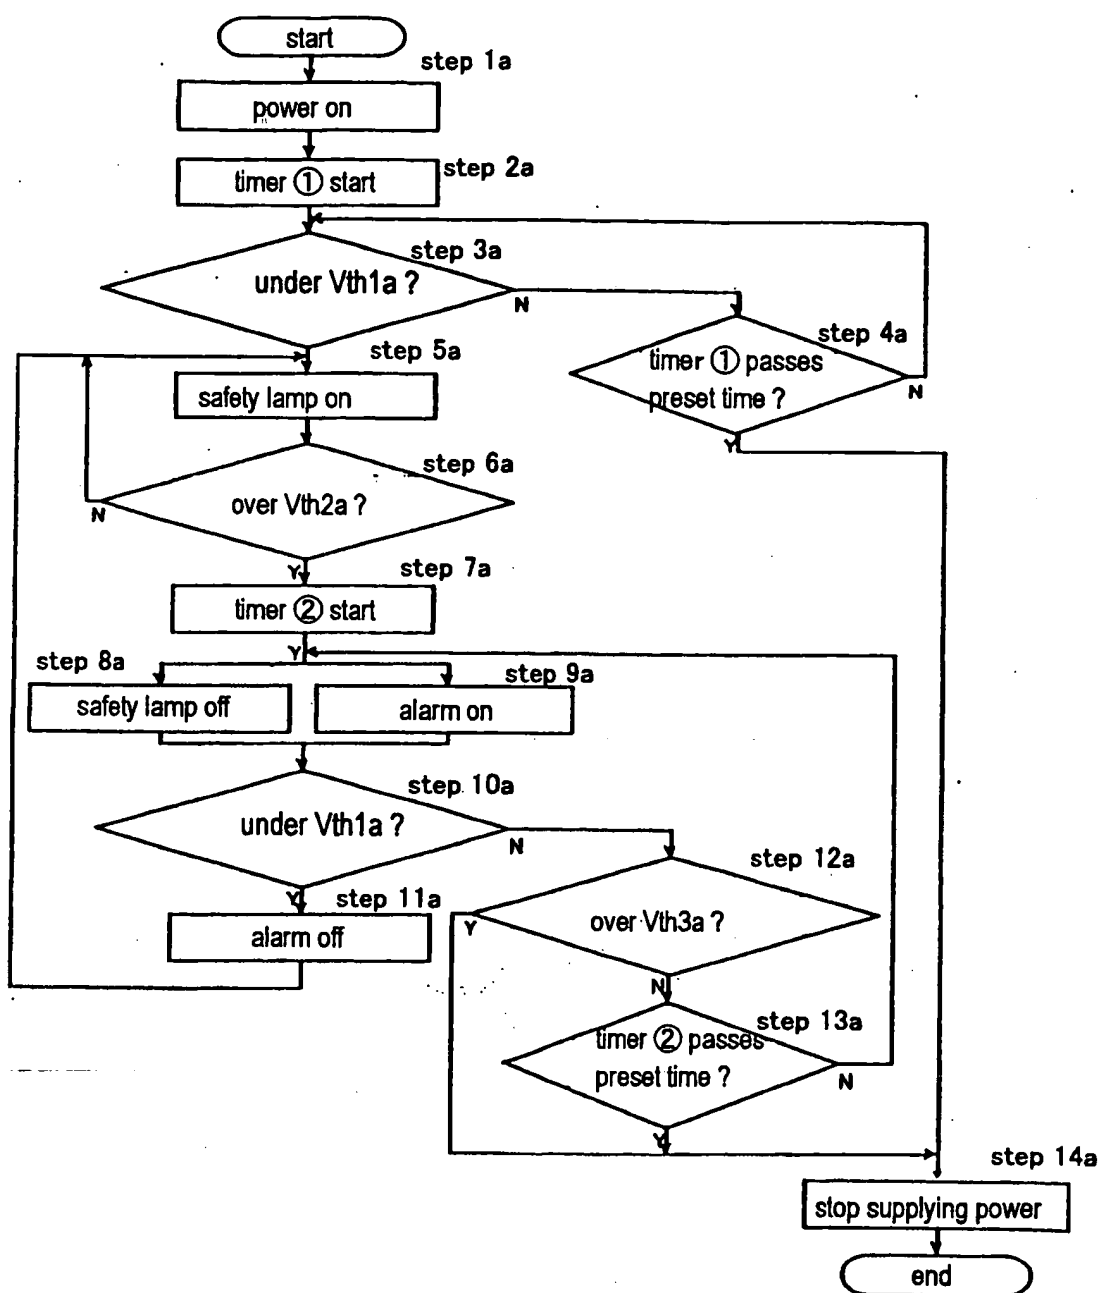 start
step 1a
power on
step 2a
timer ① start
step 3a
under Vth1a ?
N
step 4a
timer ① passes
preset time ?
N
Y
step 5a
safety lamp on
step 6a
over Vth2a ?
N
Y
step 7a
timer ② start
Y
step 8a
safety lamp off
step 9a
alarm on
step 10a
under Vth1a ?
N
Y
step 11a
alarm off
step 12a
over Vth3a ?
Y
N
step 13a
timer ② passes
preset time ?
N
Y
step 14a
stop supplying power
end